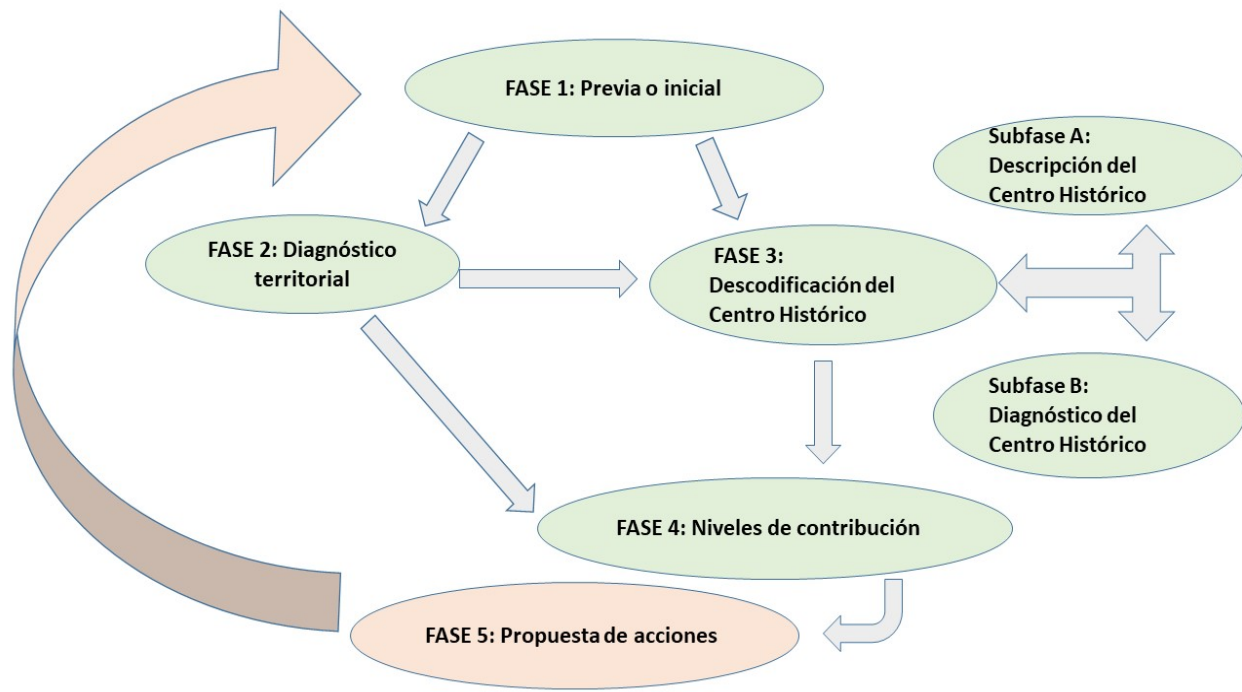 FASE 1: Previa o inicial
Subfase A:
Descripción del
Centro Histórico
FASE 2: Diagnóstico
territorial
FASE 3:
Descodificación del
Centro Histórico
Subfase B:
Diagnóstico del
Centro Histórico
FASE 4: Niveles de contribución
FASE 5: Propuesta de acciones